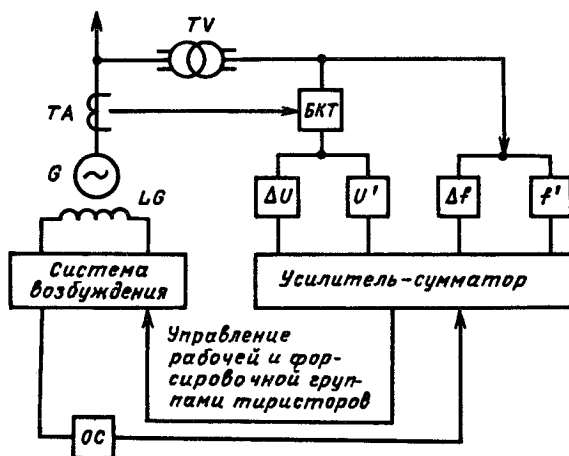 TV
TA
БКТ
G
LG
ΔU
U'
Δf
f'
Система
возбуждения
Усилитель-сумматор
Управление
рабочей и фор-
сировочной груп-
пами тиристоров
ОС